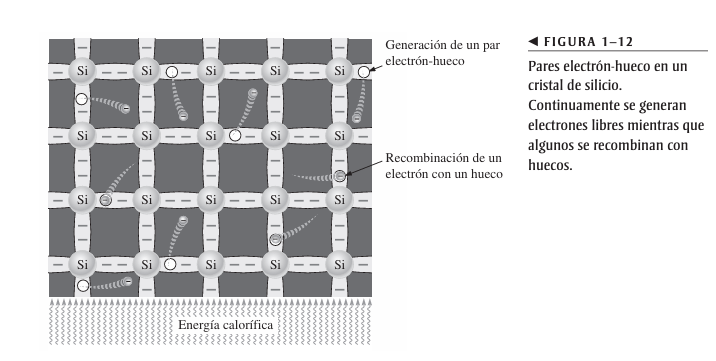 Si Si Si Si Si
Si Si Si Si Si
Si Si Si Si Si
Si Si Si Si Si
Energía calorífica
Generación de un par
electrón-hueco
Recombinación de un
electrón con un hueco
◄ FIGURA 1–12
Pares electrón-hueco en un
cristal de silicio.
Continuamente se generan
electrones libres mientras que
algunos se recombinan con
huecos.